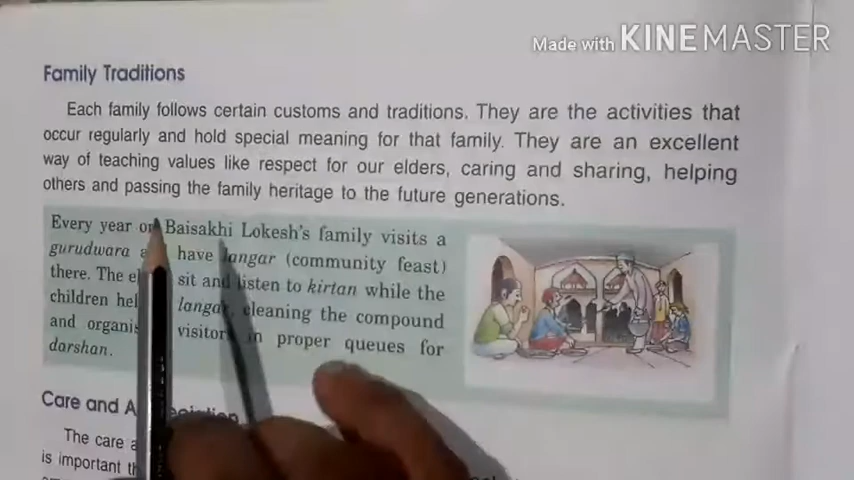 Made with KINEMASTER
Family Traditions
Each family follows certain customs and traditions. They are the activities that
occur regularly and hold special meaning for that family. They are an excellent
way of teaching values like respect for our elders, caring and sharing, helping
others and passing the family heritage to the future generations.
Every year on Baisakhi Lokesh's family visits a
gurudwara have langar (community feast)
there. The sit and listen to kirtan while the
children langar, cleaning the compound
and visitors in proper queues for
darshan.
Care and
The care
is important